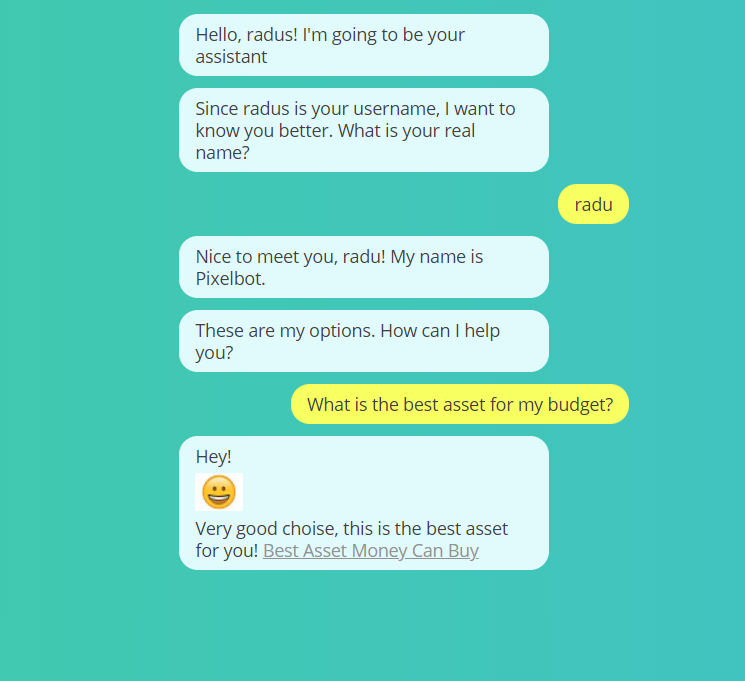 Hello, radus! I'm going to be your
assistant
Since radus is your username, I want to
know you better. What is your real
name?
radu
Nice to meet you, radu! My name is
Pixelbot.
These are my options. How can I help
you?
What is the best asset for my budget?
Hey!
Very good choise, this is the best asset
for you! Best Asset Money Can Buy